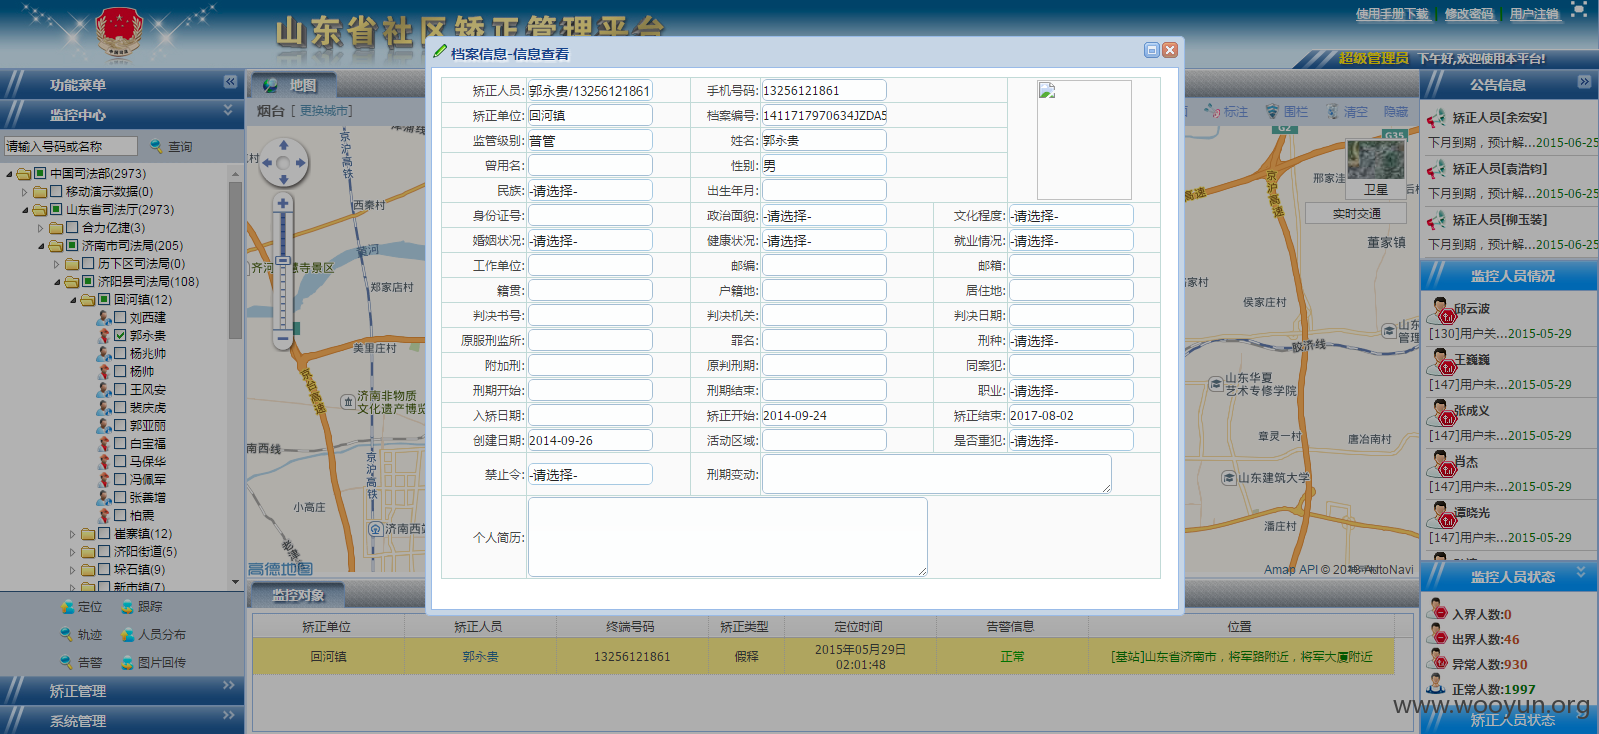 山东省社区矫正管理平台
使用手册下载 修改密码 用户注销
超级管理员 下午好,欢迎使用本平台!
功能菜单
监控中心
请输入号码或名称 查询
中国司法部(2973)
移动演示数据(0)
山东省司法厅(2973)
合力亿捷(3)
济南市司法局(205)
历下区司法局(0)
济阳县司法局(108)
回河镇(12)
刘西建
郭永贵
杨兆帅
杨帅
王风安
裴庆虎
郭亚丽
白宝福
马保华
冯佩军
张善增
柏震
崔寨镇(12)
济阳街道(5)
垛石镇(9)
新市镇(7)
定位 跟踪
轨迹 人员分布
告警 图片回传
矫正管理
系统管理
地图
烟台 [ 更换城市]
标注 围栏 清空 隐藏
京沪高铁
西秦村
黄河
齐河
慧寺景区
郑家店村
美里庄村
京台高速
济南非物质
文化遗产博览
南西线
京沪高铁
小高庄
济南西站
高德地图
G2
G35
邢家洼
卫星
实时交通
董家镇
京沪高速
侯家庄村
胶济线
山东华夏
艺术专修学院
章灵一村
唐冶南村
山东建筑大学
潘庄村
档案信息-信息查看
矫正人员: 郭永贵/13256121861 手机号码: 13256121861
矫正单位: 回河镇 档案编号: 1411717970634JZDA5
监管级别: 普管 姓名: 郭永贵
曾用名: 性别: 男
民族: -请选择- 出生年月:
身份证号: 政治面貌: -请选择- 文化程度: -请选择-
婚姻状况: -请选择- 健康状况: -请选择- 就业情况: -请选择-
工作单位: 邮编: 邮箱:
籍贯: 户籍地: 居住地:
判决书号: 判决机关: 判决日期:
原服刑监所: 罪名: 刑种: -请选择-
附加刑: 原判刑期: 同案犯:
刑期开始: 刑期结束: 职业: -请选择-
入矫日期: 矫正开始: 2014-09-24 矫正结束: 2017-08-02
创建日期: 2014-09-26 活动区域: 是否重犯: -请选择-
禁止令: -请选择- 刑期变动:
个人简历:
监控对象
矫正单位 矫正人员 终端号码 矫正类型 定位时间 告警信息 位置
回河镇 郭永贵 13256121861 假释 2015年05月29日 02:01:48 正常 [基站]山东省济南市，将军路附近，将军大厦附近
公告信息
矫正人员[余宏安]
下月到期，预计解...2015-06-25
矫正人员[袁浩钧]
下月到期，预计解...2015-06-25
矫正人员[柳玉装]
下月到期，预计解...2015-06-25
监控人员情况
邱云波
[130]用户关...2015-05-29
王巍巍
[147]用户未...2015-05-29
张成义
[147]用户未...2015-05-29
肖杰
[147]用户未...2015-05-29
谭晓光
[147]用户未...2015-05-29
监控人员状态
入界人数:0
出界人数:46
异常人数:930
正常人数:1997
矫正人员状态
www.wooyun.org